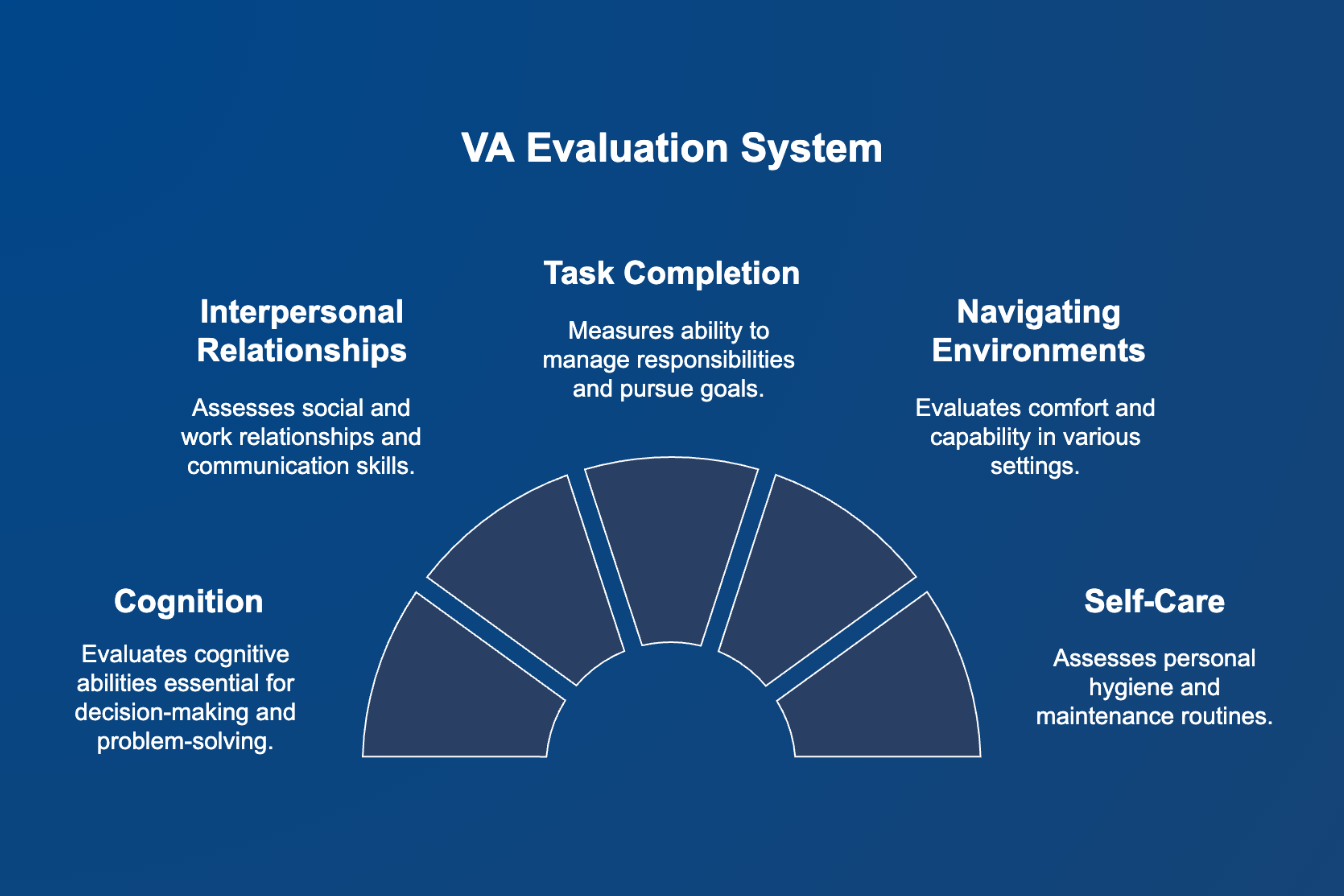 VA Evaluation System
Task Completion
Measures ability to
manage responsibilities
and pursue goals.
Interpersonal
Relationships
Assesses social and
work relationships and
communication skills.
Navigating
Environments
Evaluates comfort and
capability in various
settings.
Cognition
Evaluates cognitive
abilities essential for
decision-making and
problem-solving.
Self-Care
Assesses personal
hygiene and
maintenance routines.